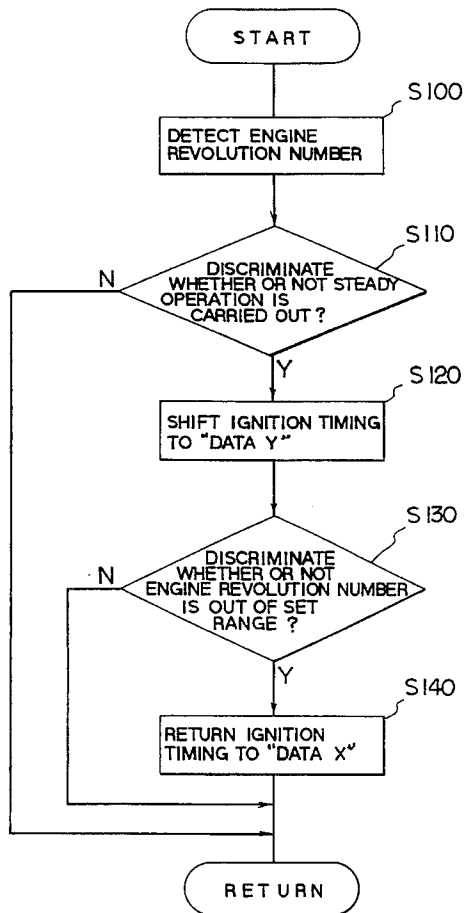 START
S100
DETECT ENGINE
REVOLUTION NUMBER
S110
N
DISCRIMINATE
WHETHER OR NOT STEADY
OPERATION IS
CARRIED OUT ?
Y
S120
SHIFT IGNITION TIMING
TO "DATA Y"
S130
N
DISCRIMINATE
WHETHER OR NOT
ENGINE REVOLUTION NUMBER
IS OUT OF SET
RANGE ?
Y
S140
RETURN IGNITION
TIMING TO "DATA X"
RETURN